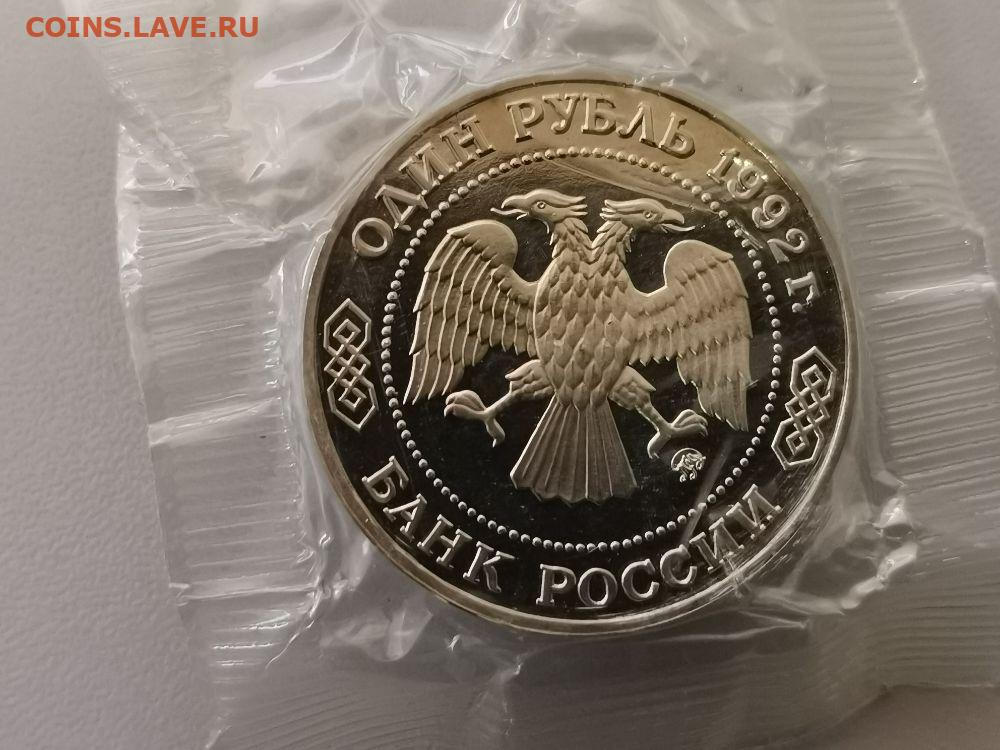 COINS.LAVE.RU
ОДИН РУБЛЬ 1992 г.
БАНК РОССИИ